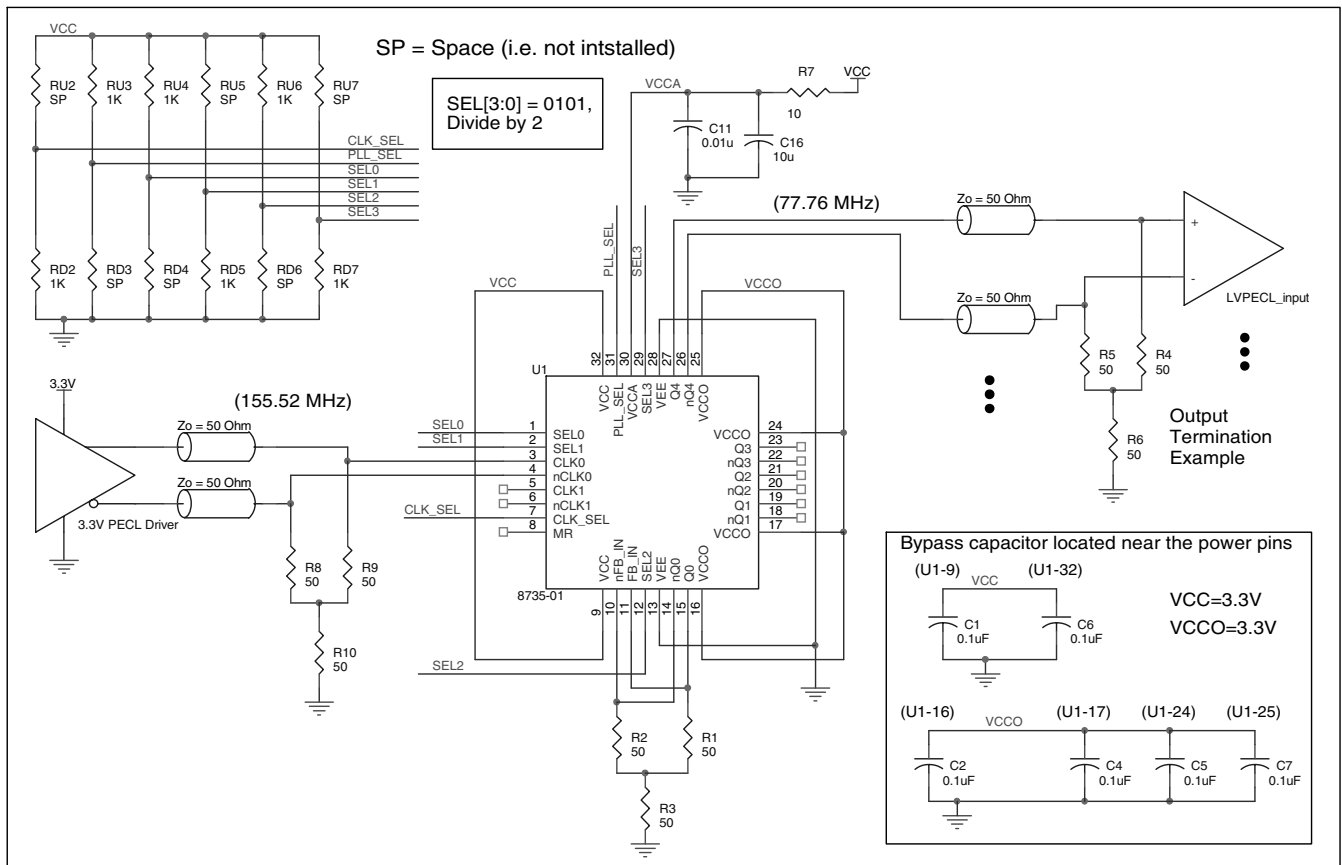 VCC
SP = Space (i.e. not intstalled)
RU2
SP
RU3
1K
RU4
1K
RU5
SP
RU6
1K
RU7
SP
SEL[3:0] = 0101,
Divide by 2
CLK_SEL
PLL_SEL
SEL0
SEL1
SEL2
SEL3
RD2
1K
RD3
SP
RD4
SP
RD5
1K
RD6
SP
RD7
1K
VCCA
R7
10
VCC
C11
0.01u
C16
10u
(77.76 MHz)
Zo = 50 Ohm
Zo = 50 Ohm
+
-
LVPECL_input
R5
50
R4
50
R6
50
Output
Termination
Example
VCC
PLL_SEL
SEL3
VCCO
3.3V
(155.52 MHz)
Zo = 50 Ohm
Zo = 50 Ohm
3.3V PECL Driver
R8
50
R9
50
R10
50
SEL0
SEL1
CLK_SEL
SEL2
U1
32
31
30
29
28
27
26
25
VCC
PLL_SEL
VCCA
SEL3
VEE
Q4
nQ4
VCCO
1 SEL0
2 SEL1
3 CLK0
4 nCLK0
5 CLK1
6 nCLK1
7 CLK_SEL
8 MR
VCCO 24
Q3 23
nQ3 22
Q2 21
nQ2 20
Q1 19
nQ1 18
VCCO 17
VCC
nFB_IN
FB_IN
SEL2
VEE
nQ0
Q0
VCCO
8735-01
9
10
11
12
13
14
15
16
R2
50
R1
50
R3
50
Bypass capacitor located near the power pins
(U1-9)
(U1-32)
VCC
C1
0.1uF
C6
0.1uF
VCC=3.3V
VCCO=3.3V
(U1-16)
(U1-17)
(U1-24)
(U1-25)
VCCO
C2
0.1uF
C4
0.1uF
C5
0.1uF
C7
0.1uF